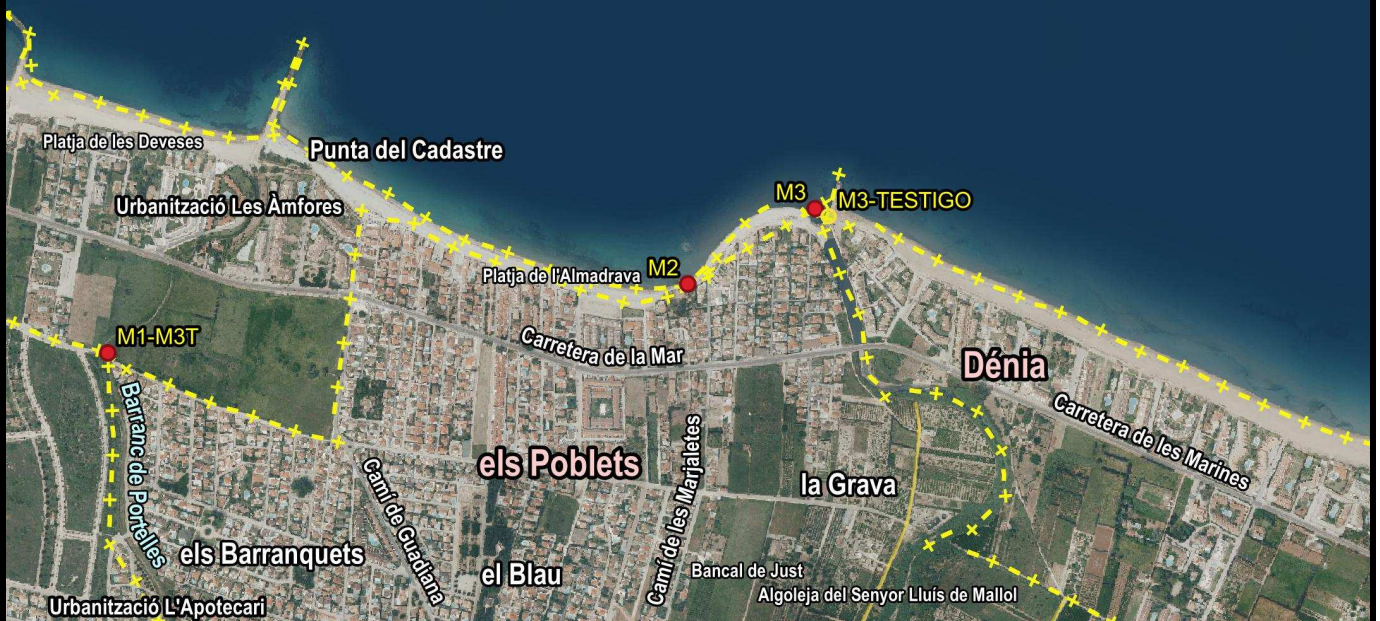 Platja de les Deveses
Punta del Cadastre
Urbanització Les Àmfores
M3
M3-TESTIGO
Platja de l'Almadrava
M2
M1-M3T
Carretera de la Mar
Dénia
Barranc de Portelles
Carretera de les Marines
els Poblets
Camí de les Marjaletes
la Grava
Camí de Guadiana
els Barranquets
el Blau
Bancal de Just
Algoleja del Senyor Lluís de Mallol
Urbanització L'Apotecari